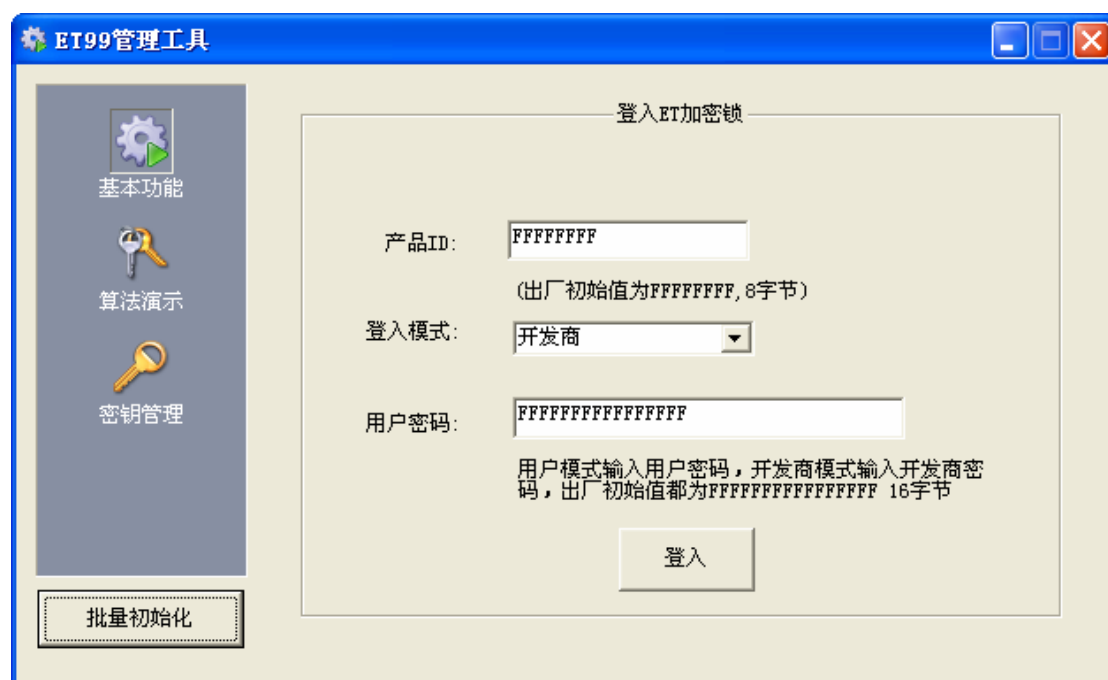 ET99管理工具
基本功能
算法演示
密钥管理
批量初始化
登入ET加密锁
产品ID:
FFFFFFFF
(出厂初始值为FFFFFFFF,8字节)
登入模式:
开发商
用户密码:
FFFFFFFFFFFFFFFF
用户模式输入用户密码，开发商模式输入开发商密
码，出厂初始值都为FFFFFFFFFFFFFFFF 16字节
登入